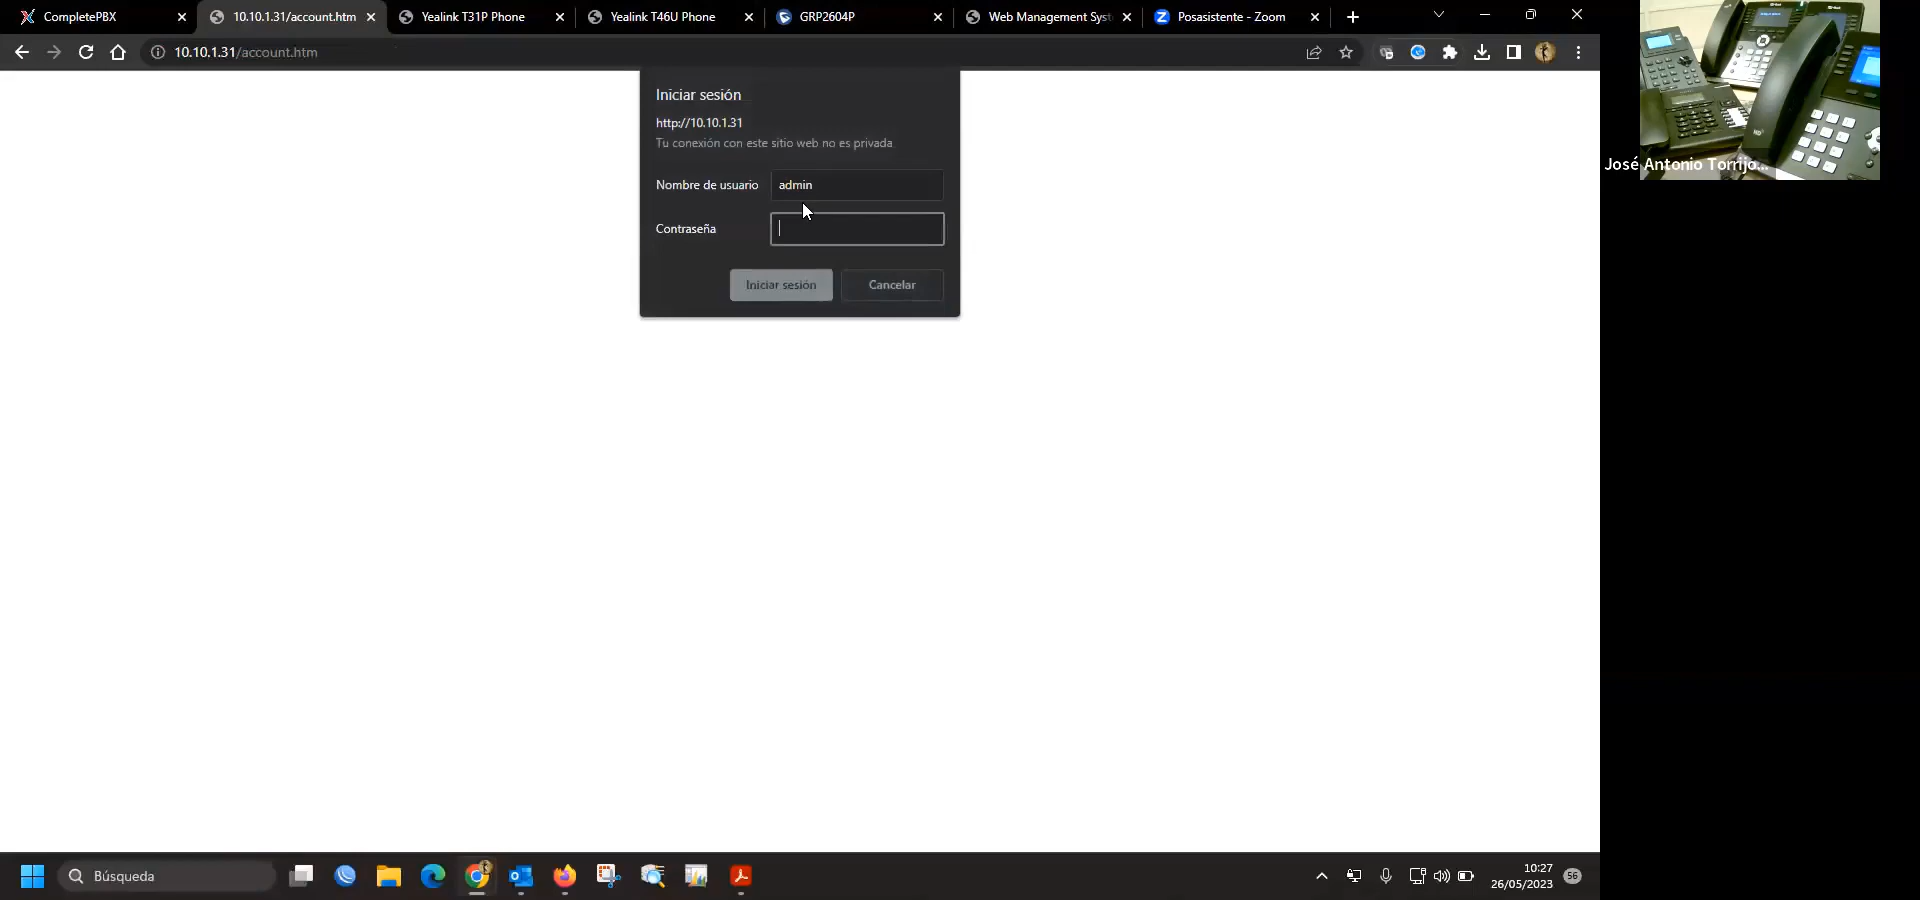 CompletePBX
10.10.1.31/account.htm
Yealink T31P Phone
Yealink T46U Phone
GRP2604P
Web Management Syst
Posasistente - Zoom
10.10.1.31/account.htm
Iniciar sesión
http://10.10.1.31
Tu conexión con este sitio web no es privada
Nombre de usuario
admin
Contraseña
Iniciar sesión
Cancelar
José Antonio Torrijo...
Búsqueda
10:27
26/05/2023
56